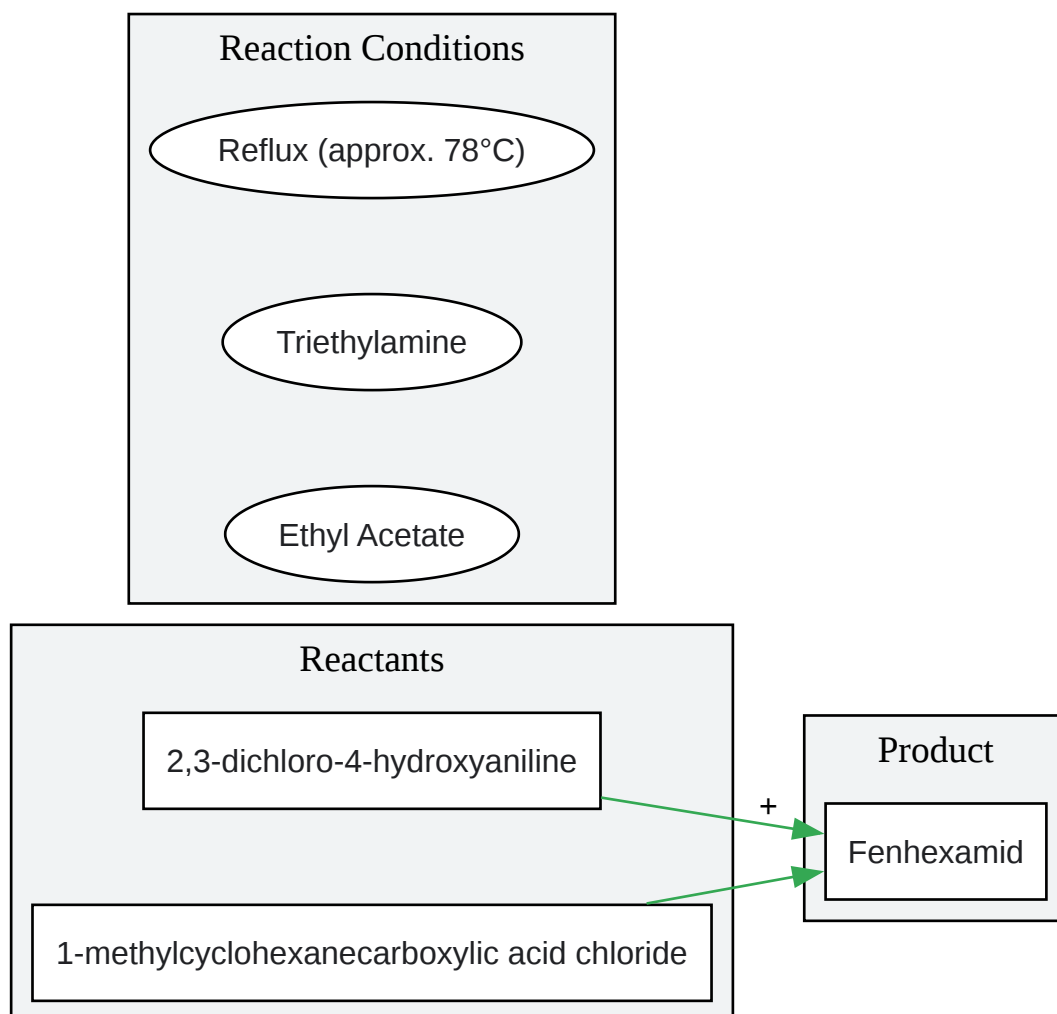 Reaction Conditions
Reflux (approx. 78°C)
Triethylamine
Ethyl Acetate
Reactants
2,3-dichloro-4-hydroxyaniline
+
1-methylcyclohexanecarboxylic acid chloride
Product
Fenhexamid